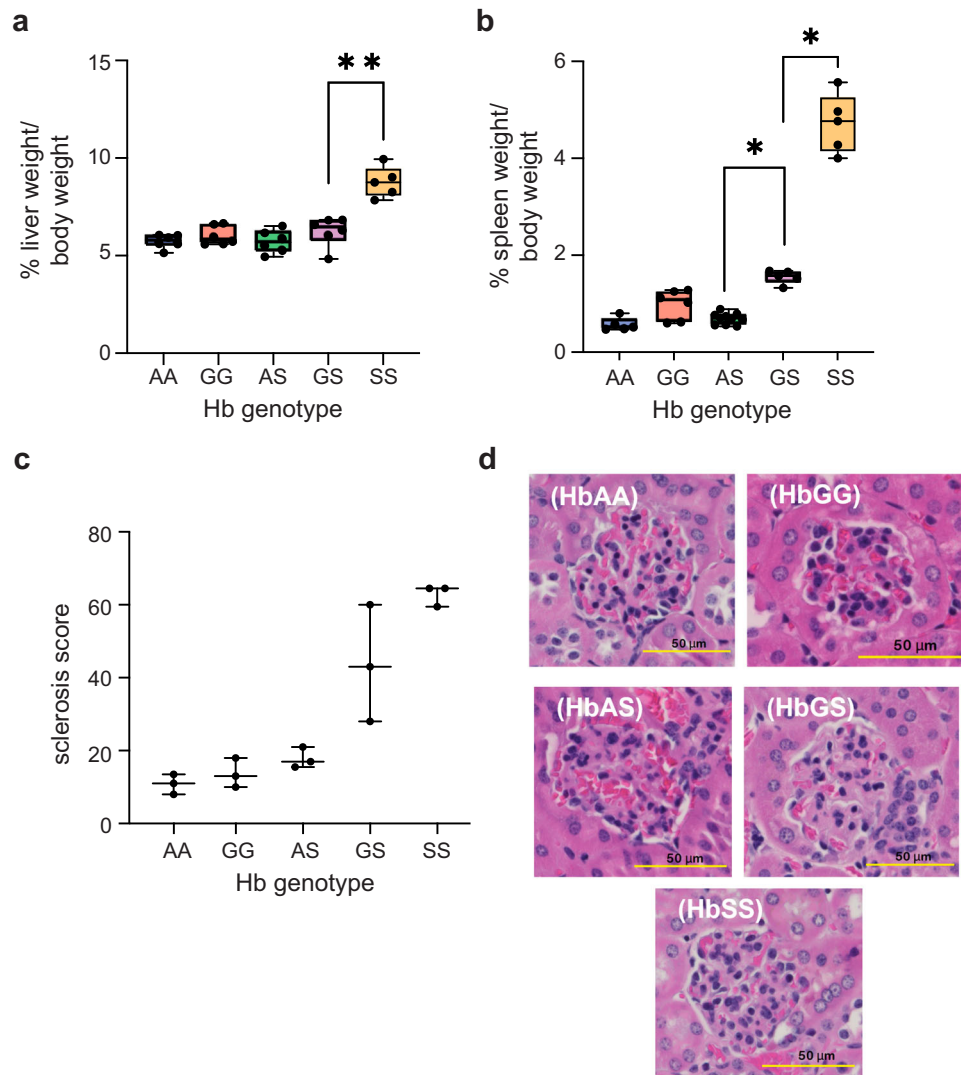 a
% liver weight/
body weight
15
10
5
0
**
AA GG AS GS SS
Hb genotype
b
% spleen weight/
body weight
6
4
2
0
*
*
AA GG AS GS SS
Hb genotype
c
sclerosis score
80
60
40
20
0
AA GG AS GS SS
Hb genotype
d
(HbAA)
50 µm
(HbGG)
50 µm
(HbAS)
50 µm
(HbGS)
50 µm
(HbSS)
50 µm